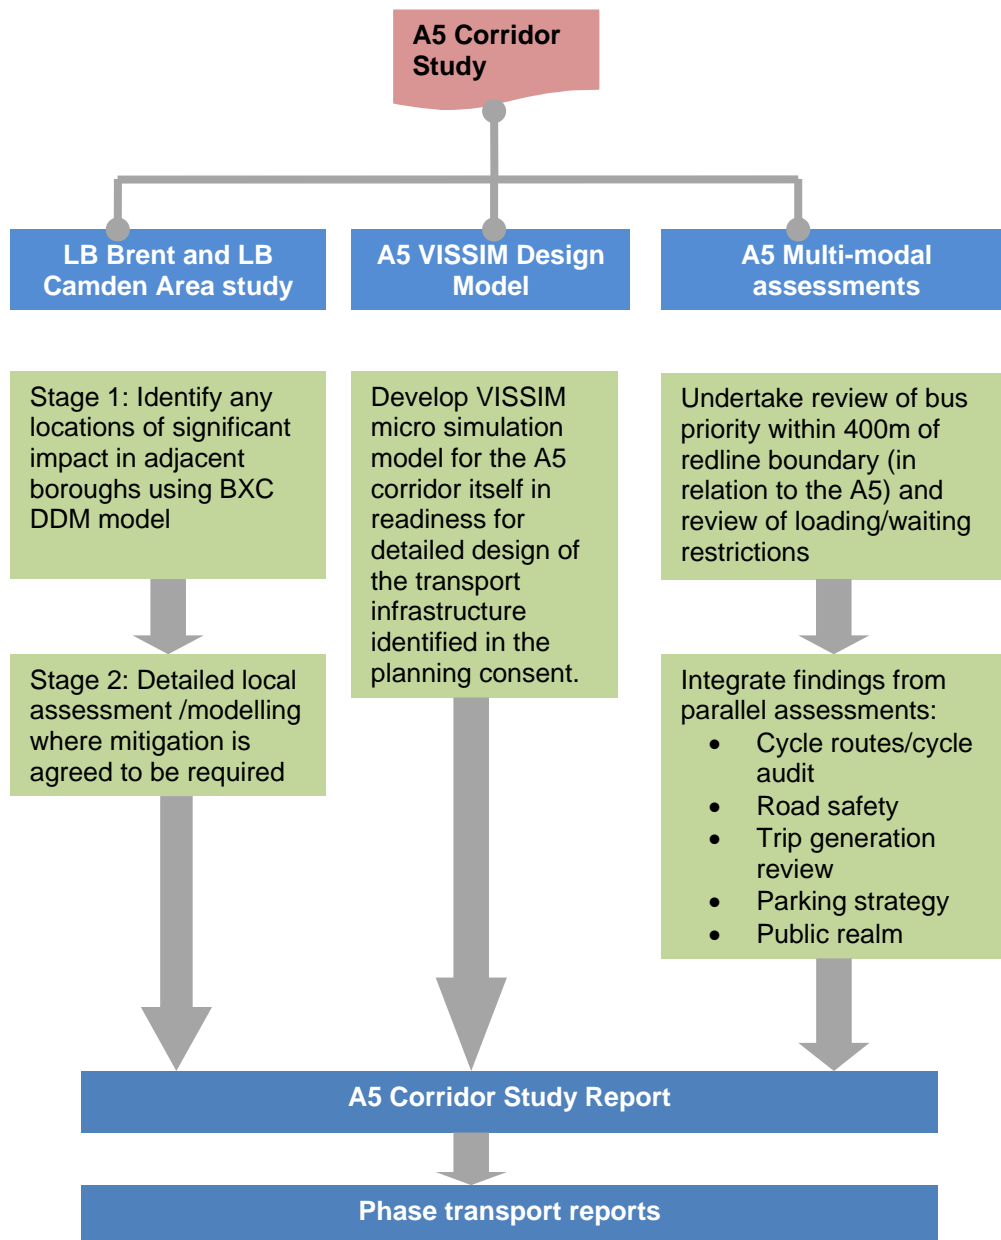 A5 Corridor
Study
LB Brent and LB
Camden Area study
A5 VISSIM Design
Model
A5 Multi-modal
assessments
Stage 1: Identify any
locations of significant
impact in adjacent
boroughs using BXC
DDM model
Stage 2: Detailed local
assessment /modelling
where mitigation is
agreed to be required
Develop VISSIM
micro simulation
model for the A5
corridor itself in
readiness for
detailed design of
the transport
infrastructure
identified in the
planning consent.
Undertake review of bus
priority within 400m of
redline boundary (in
relation to the A5) and
review of loading/waiting
restrictions
Integrate findings from
parallel assessments:
• Cycle routes/cycle
audit
• Road safety
• Trip generation
review
• Parking strategy
• Public realm
A5 Corridor Study Report
Phase transport reports